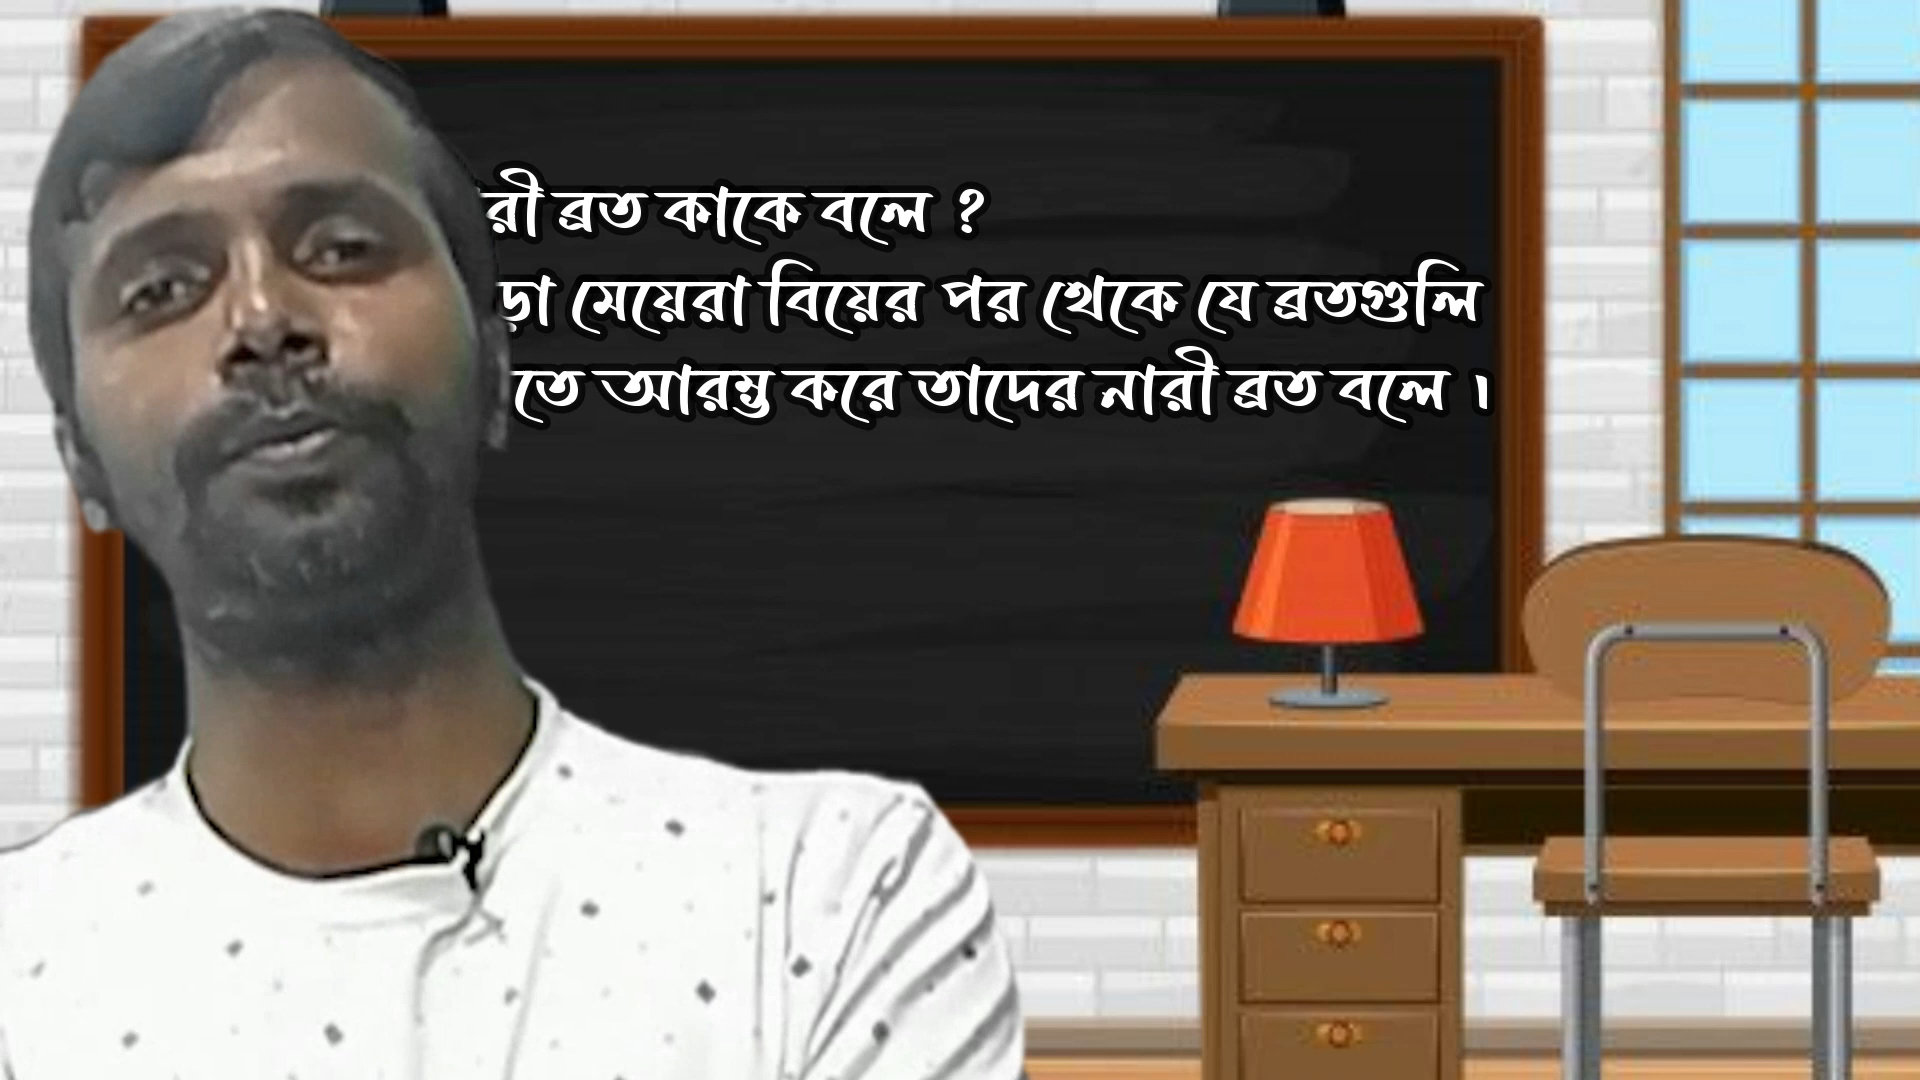 ব্রত কাকে বলে ?
মেয়েরা বিয়ের পর থেকে যে ব্রতগুলি
আরম্ভ করে তাদের নারী ব্রত বলে ।